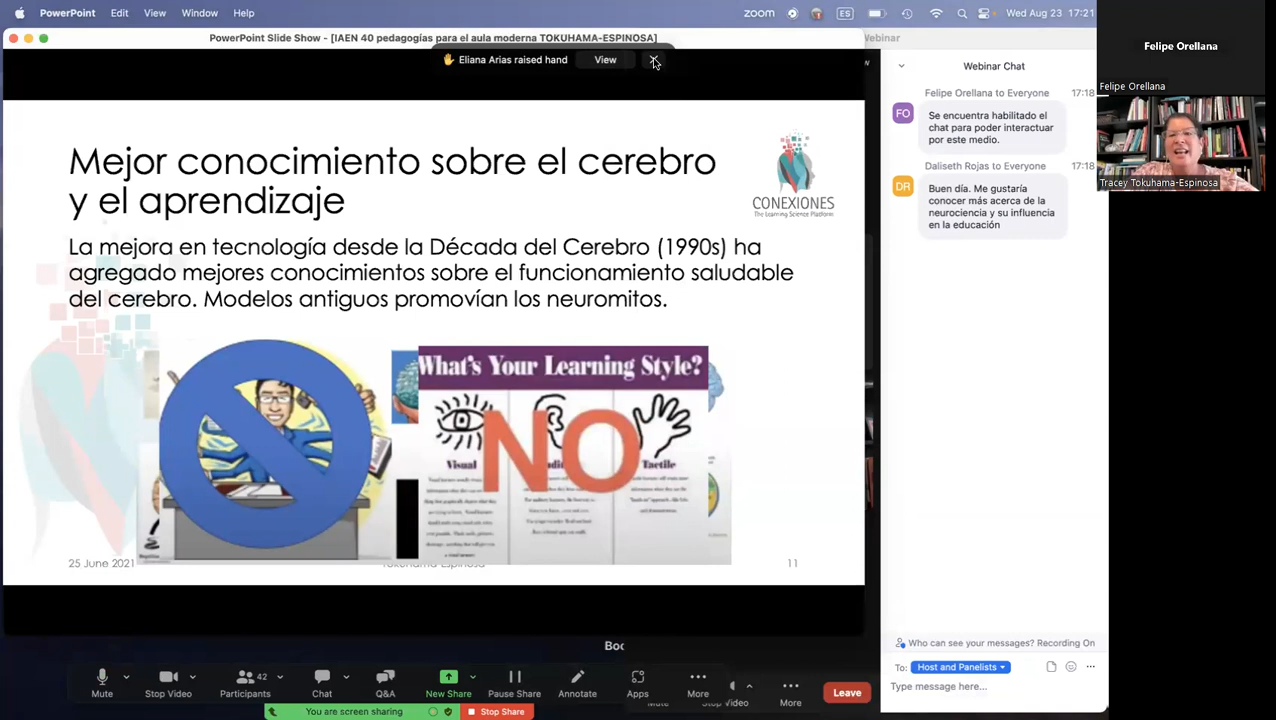 PowerPoint File Edit View Window Help
zoom
ES
Wed Aug 23 17:21
PowerPoint Slide Show - [IAEN 40 pedagogías para el aula moderna TOKUHAMA-ESPINOSA]
Eliana Arias raised hand
View
Mejor conocimiento sobre el cerebro
y el aprendizaje
CONEXIONES
The Learning Science Platform
La mejora en tecnología desde la Década del Cerebro (1990s) ha
agregado mejores conocimientos sobre el funcionamiento saludable
del cerebro. Modelos antiguos promovían los neuromitos.
What's Your Learning Style?
NO
Visual
Tactile
25 June 2021
Tokuhama-Espinosa
11
Webinar
Webinar Chat
Felipe Orellana to Everyone 17:18
FO
Se encuentra habilitado el
chat para poder interactuar
por este medio.
Daliseth Rojas to Everyone 17:18
DR
Buen día. Me gustaría
conocer más acerca de la
neurociencia y su influencia
en la educación
Who can see your messages? Recording On
To: Host and Panelists
Type message here...
Felipe Orellana
Felipe Orellana
Tracey Tokuhama-Espinosa
42
Mute Stop Video Participants Chat Q&A New Share Pause Share Annotate Apps More
More
Leave
You are screen sharing
Stop Share